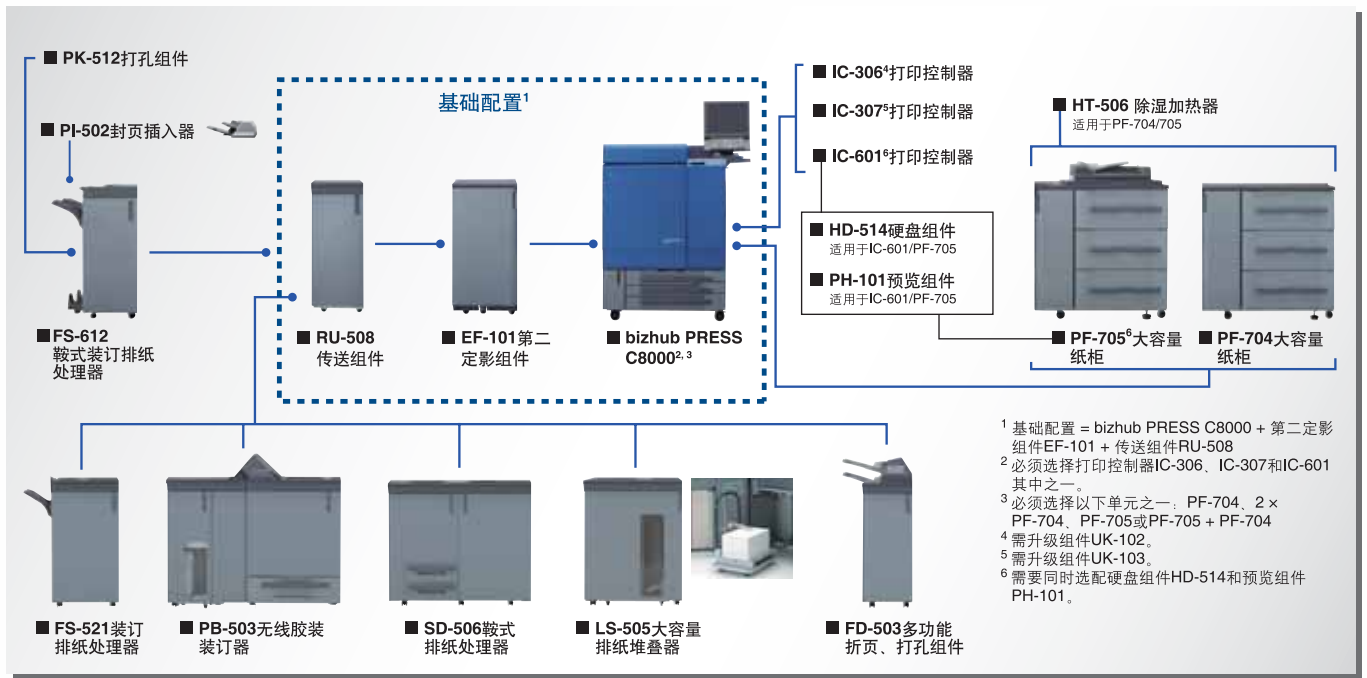 ■ PK-512打孔组件
■ PI-502封页插入器
■ FS-612
鞍式装订排纸
处理器
基础配置¹
■ RU-508
传送组件
■ EF-101第二
定影组件
■ bizhub PRESS
C8000²,³
■ IC-306⁴打印控制器
■ IC-307⁵打印控制器
■ IC-601⁶打印控制器
■ HD-514硬盘组件
适用于IC-601/PF-705
■ PH-101预览组件
适用于IC-601/PF-705
■ HT-506 除湿加热器
适用于PF-704/705
■ PF-705⁶大容量
纸柜
■ PF-704大容量
纸柜
■ FS-521装订
排纸处理器
■ PB-503无线胶装
装订器
■ SD-506鞍式
排纸处理器
■ LS-505大容量
排纸堆叠器
■ FD-503多功能
折页、打孔组件
¹ 基础配置 = bizhub PRESS C8000 + 第二定影
组件EF-101 + 传送组件RU-508
² 必须选择打印控制器IC-306、IC-307和IC-601
其中之一。
³ 必须选择以下单元之一: PF-704、2 ×
PF-704、PF-705或PF-705 + PF-704
⁴ 需升级组件UK-102。
⁵ 需升级组件UK-103。
⁶ 需要同时选配硬盘组件HD-514和预览组件
PH-101。